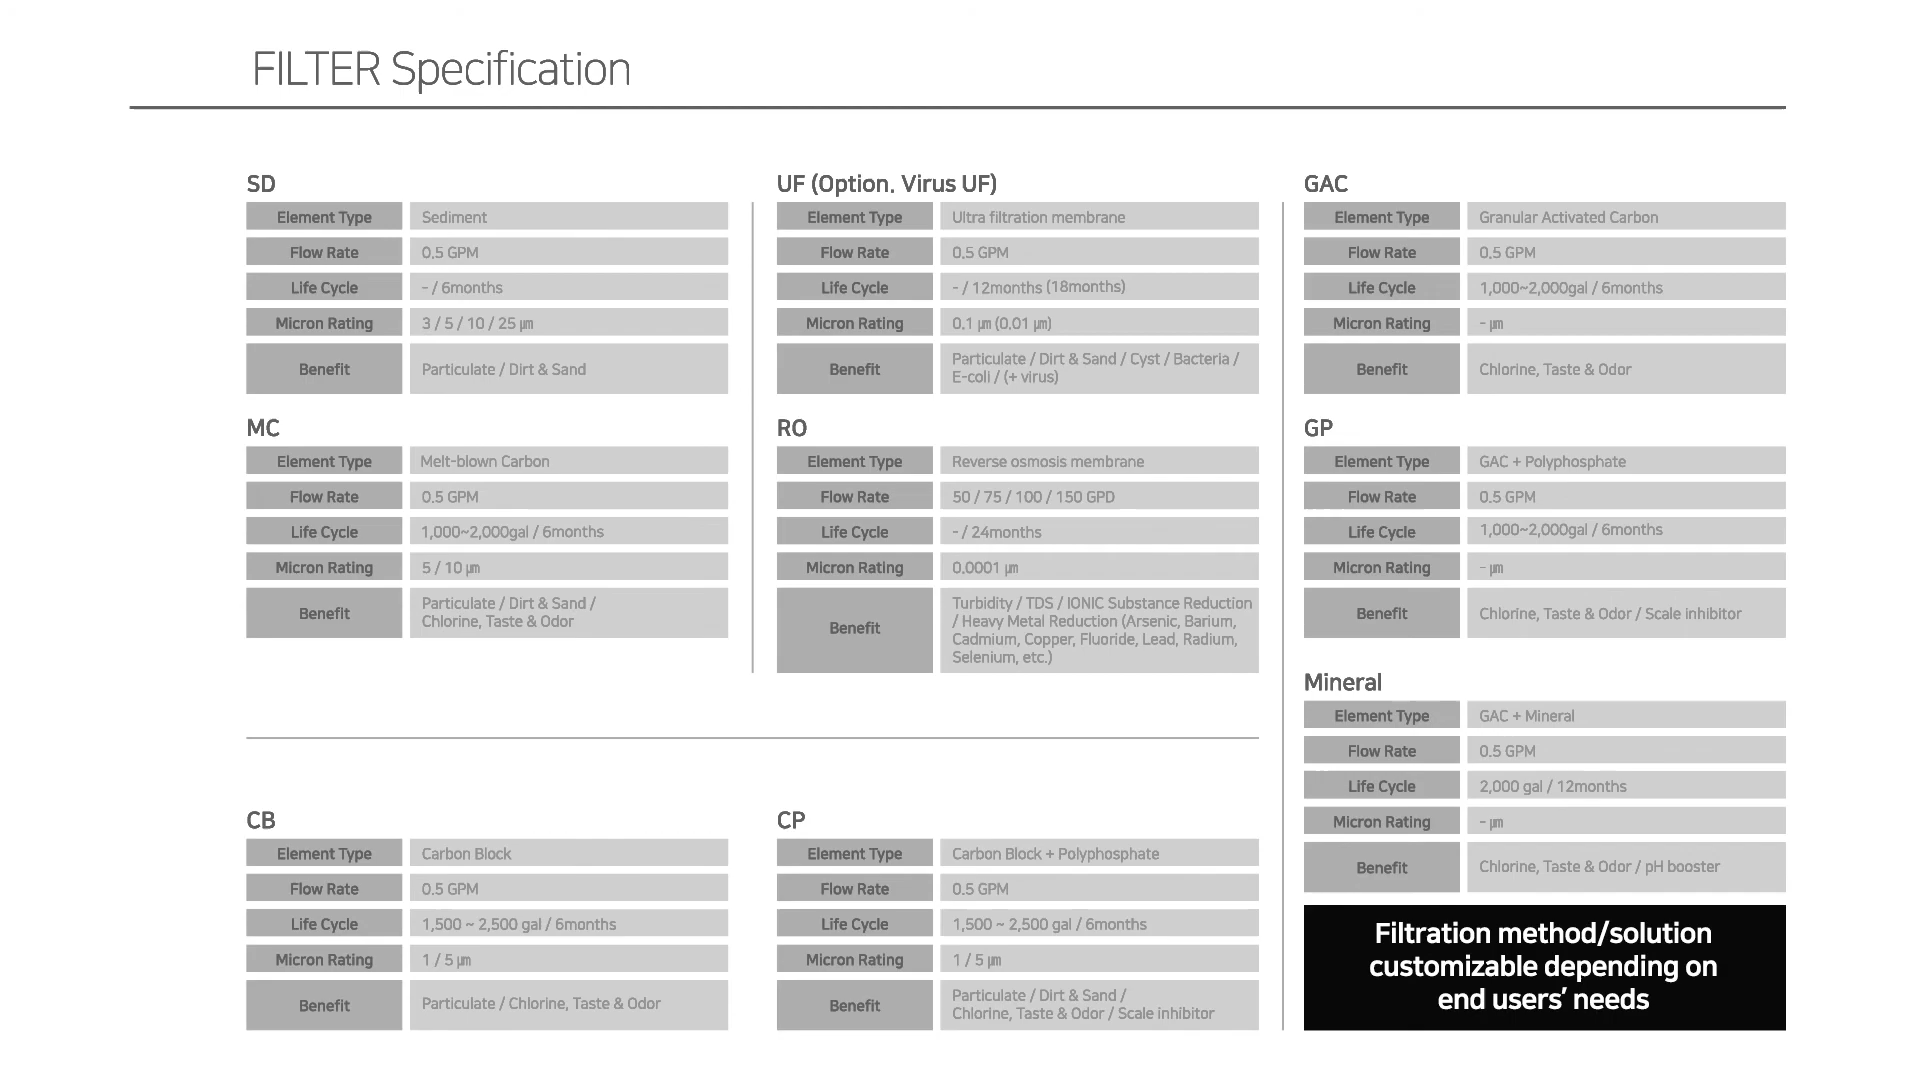 FILTER Specification
SD
Element Type Sediment
Flow Rate 0.5 GPM
Life Cycle - / 6months
Micron Rating 3 / 5 / 10 / 25 ㎛
Benefit Particulate / Dirt & Sand
MC
Element Type Melt-blown Carbon
Flow Rate 0.5 GPM
Life Cycle 1,000~2,000gal / 6months
Micron Rating 5 / 10 ㎛
Benefit Particulate / Dirt & Sand /
Chlorine, Taste & Odor
UF (Option. Virus UF)
Element Type Ultra filtration membrane
Flow Rate 0.5 GPM
Life Cycle - / 12months (18months)
Micron Rating 0.1 ㎛ (0.01 ㎛)
Benefit Particulate / Dirt & Sand / Cyst / Bacteria /
E-coli / (+ virus)
RO
Element Type Reverse osmosis membrane
Flow Rate 50 / 75 / 100 / 150 GPD
Life Cycle - / 24months
Micron Rating 0.0001 ㎛
Benefit Turbidity / TDS / IONIC Substance Reduction
/ Heavy Metal Reduction (Arsenic, Barium,
Cadmium, Copper, Fluoride, Lead, Radium,
Selenium, etc.)
CB
Element Type Carbon Block
Flow Rate 0.5 GPM
Life Cycle 1,500 ~ 2,500 gal / 6months
Micron Rating 1 / 5 ㎛
Benefit Particulate / Chlorine, Taste & Odor
CP
Element Type Carbon Block + Polyphosphate
Flow Rate 0.5 GPM
Life Cycle 1,500 ~ 2,500 gal / 6months
Micron Rating 1 / 5 ㎛
Benefit Particulate / Dirt & Sand /
Chlorine, Taste & Odor / Scale inhibitor
GAC
Element Type Granular Activated Carbon
Flow Rate 0.5 GPM
Life Cycle 1,000~2,000gal / 6months
Micron Rating - ㎛
Benefit Chlorine, Taste & Odor
GP
Element Type GAC + Polyphosphate
Flow Rate 0.5 GPM
Life Cycle 1,000~2,000gal / 6months
Micron Rating - ㎛
Benefit Chlorine, Taste & Odor / Scale inhibitor
Mineral
Element Type GAC + Mineral
Flow Rate 0.5 GPM
Life Cycle 2,000 gal / 12months
Micron Rating - ㎛
Benefit Chlorine, Taste & Odor / pH booster
Filtration method/solution
customizable depending on
end users’ needs